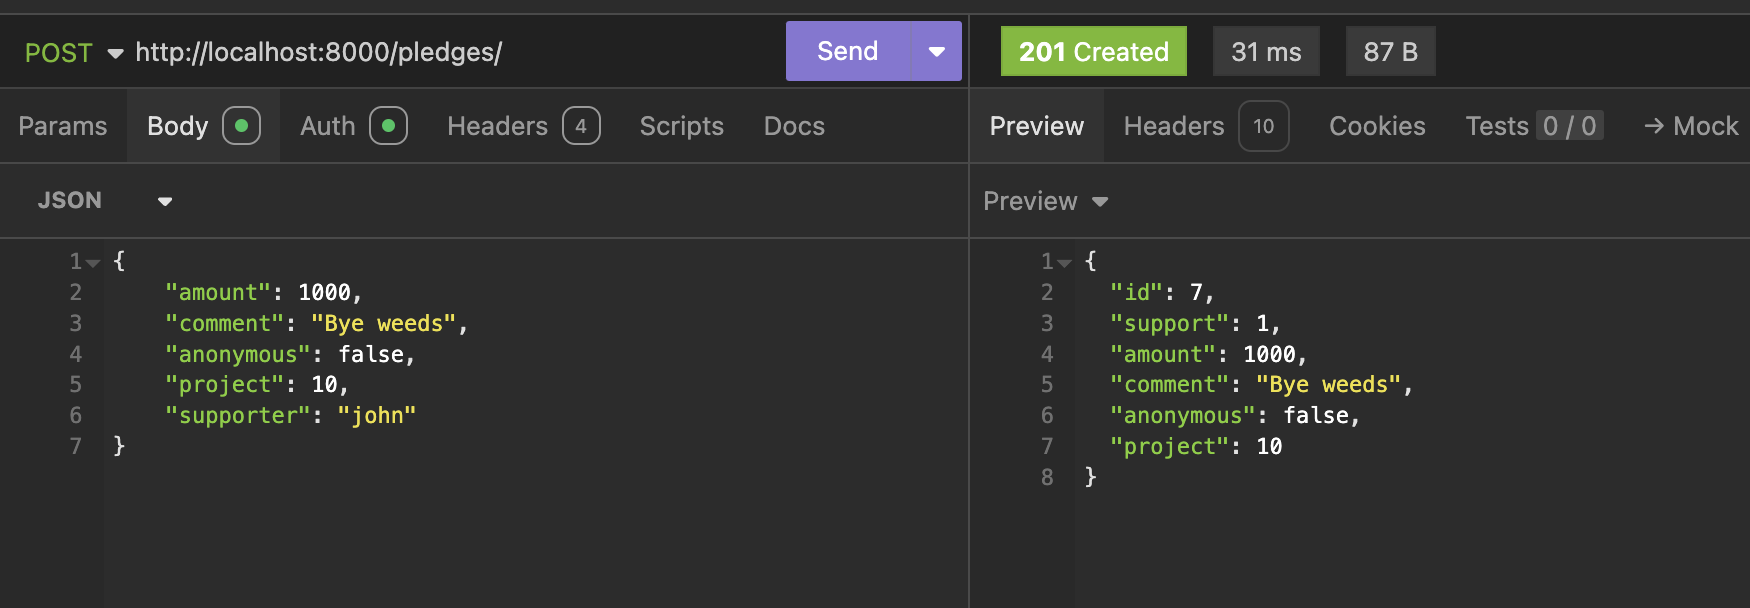 POST http://localhost:8000/pledges/ Send 201 Created 31 ms 87 B
Params Body Auth Headers 4 Scripts Docs Preview Headers 10 Cookies Tests 0 / 0 → Mock
JSON Preview
1 {
2 "amount": 1000,
3 "comment": "Bye weeds",
4 "anonymous": false,
5 "project": 10,
6 "supporter": "john"
7 }
1 {
2 "id": 7,
3 "support": 1,
4 "amount": 1000,
5 "comment": "Bye weeds",
6 "anonymous": false,
7 "project": 10
8 }